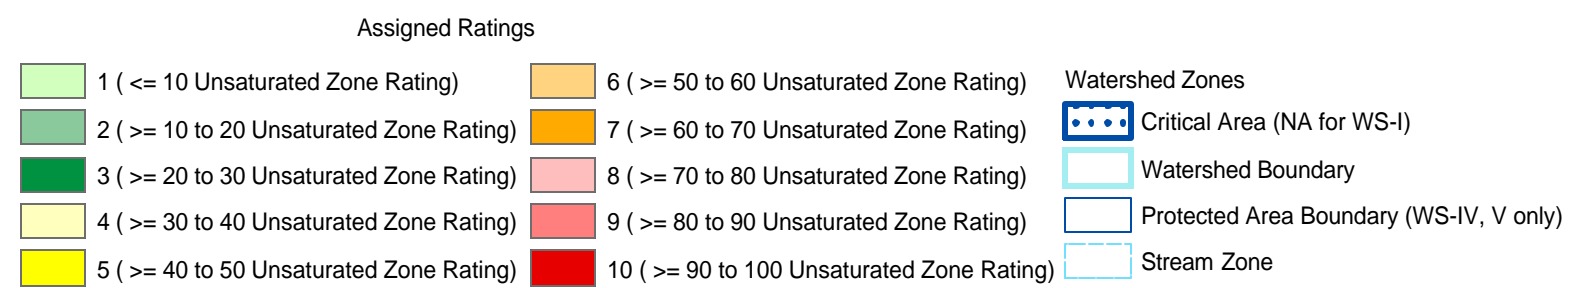 Assigned Ratings
1 ( <= 10 Unsaturated Zone Rating)
2 ( >= 10 to 20 Unsaturated Zone Rating)
3 ( >= 20 to 30 Unsaturated Zone Rating)
4 ( >= 30 to 40 Unsaturated Zone Rating)
5 ( >= 40 to 50 Unsaturated Zone Rating)
6 ( >= 50 to 60 Unsaturated Zone Rating)
7 ( >= 60 to 70 Unsaturated Zone Rating)
8 ( >= 70 to 80 Unsaturated Zone Rating)
9 ( >= 80 to 90 Unsaturated Zone Rating)
10 ( >= 90 to 100 Unsaturated Zone Rating)
Watershed Zones
Critical Area (NA for WS-I)
Watershed Boundary
Protected Area Boundary (WS-IV, V only)
Stream Zone